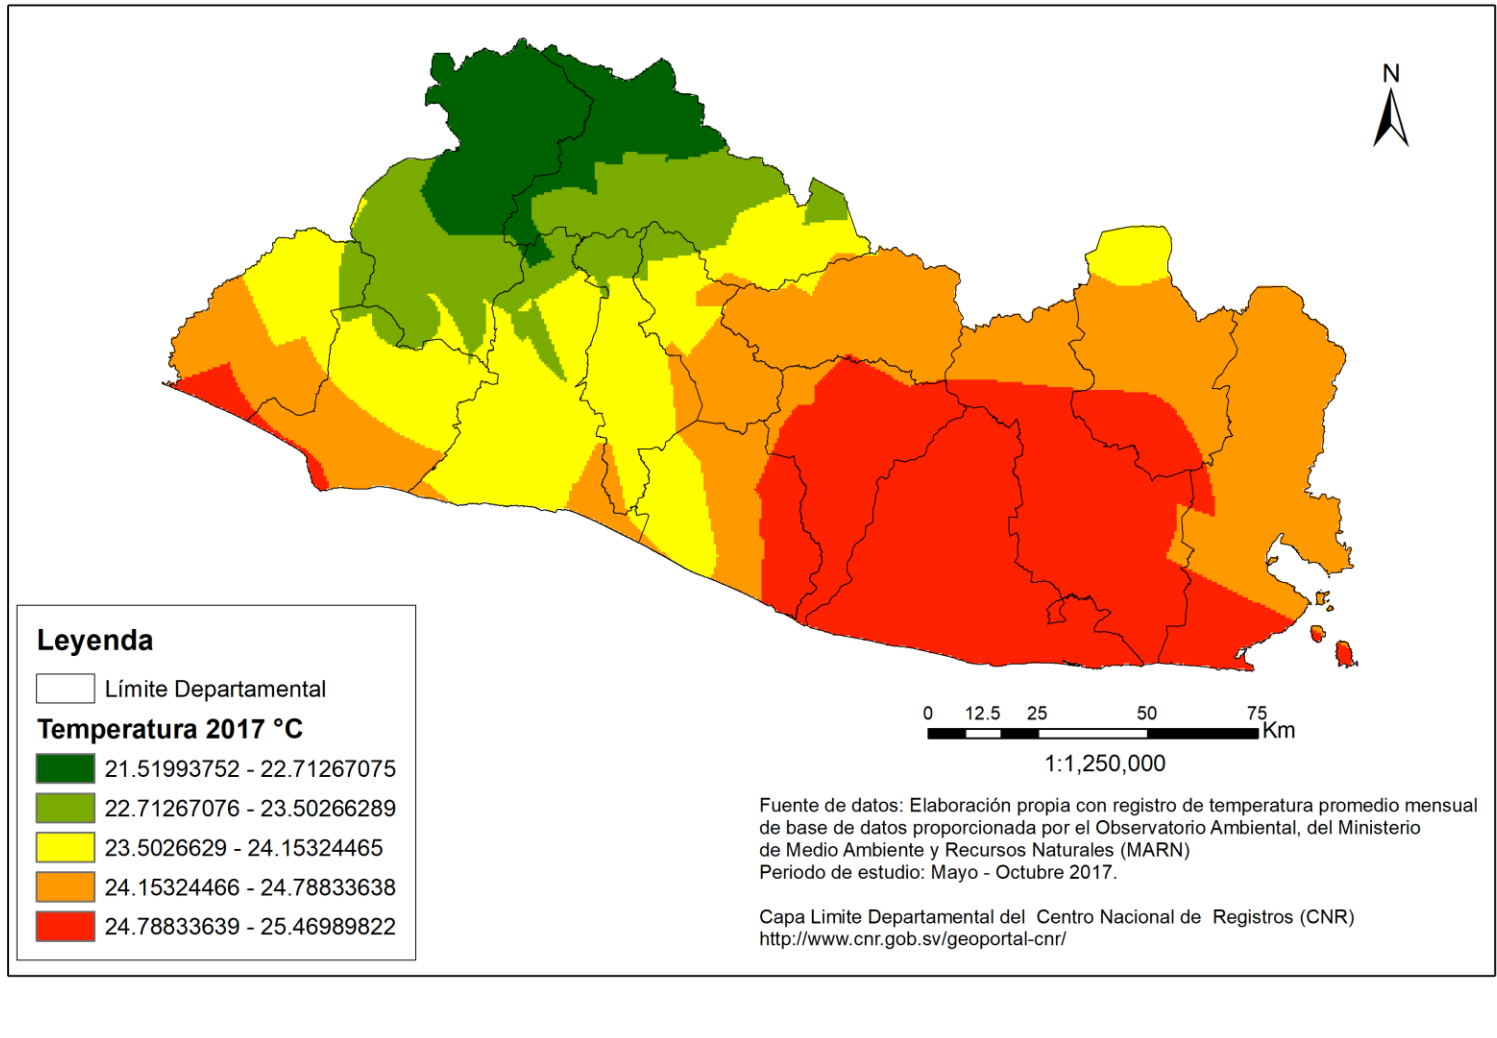 N
Leyenda
Límite Departamental
Temperatura 2017 °C
21.51993752 - 22.71267075
22.71267076 - 23.50266289
23.5026629 - 24.15324465
24.15324466 - 24.78833638
24.78833639 - 25.46989822
0 12.5 25 50 75
Km
1:1,250,000
Fuente de datos: Elaboración propia con registro de temperatura promedio mensual
de base de datos proporcionada por el Observatorio Ambiental, del Ministerio
de Medio Ambiente y Recursos Naturales (MARN)
Periodo de estudio: Mayo - Octubre 2017.
Capa Limite Departamental del Centro Nacional de Registros (CNR)
http://www.cnr.gob.sv/geoportal-cnr/